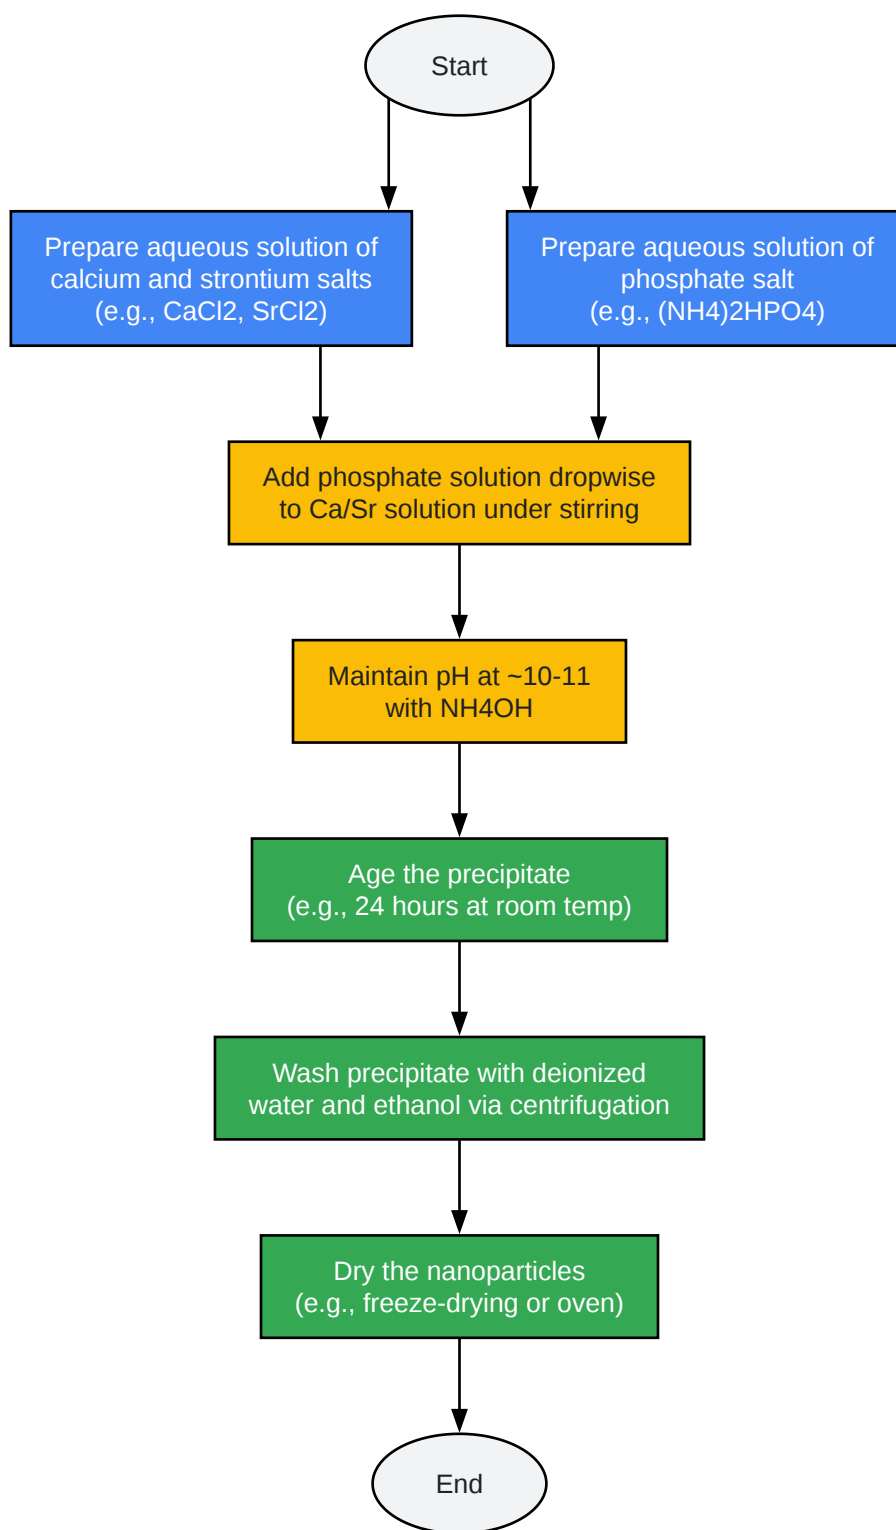 Start
Prepare aqueous solution of
calcium and strontium salts
(e.g., CaCl2, SrCl2)
Prepare aqueous solution of
phosphate salt
(e.g., (NH4)2HPO4)
Add phosphate solution dropwise
to Ca/Sr solution under stirring
Maintain pH at ~10-11
with NH4OH
Age the precipitate
(e.g., 24 hours at room temp)
Wash precipitate with deionized
water and ethanol via centrifugation
Dry the nanoparticles
(e.g., freeze-drying or oven)
End